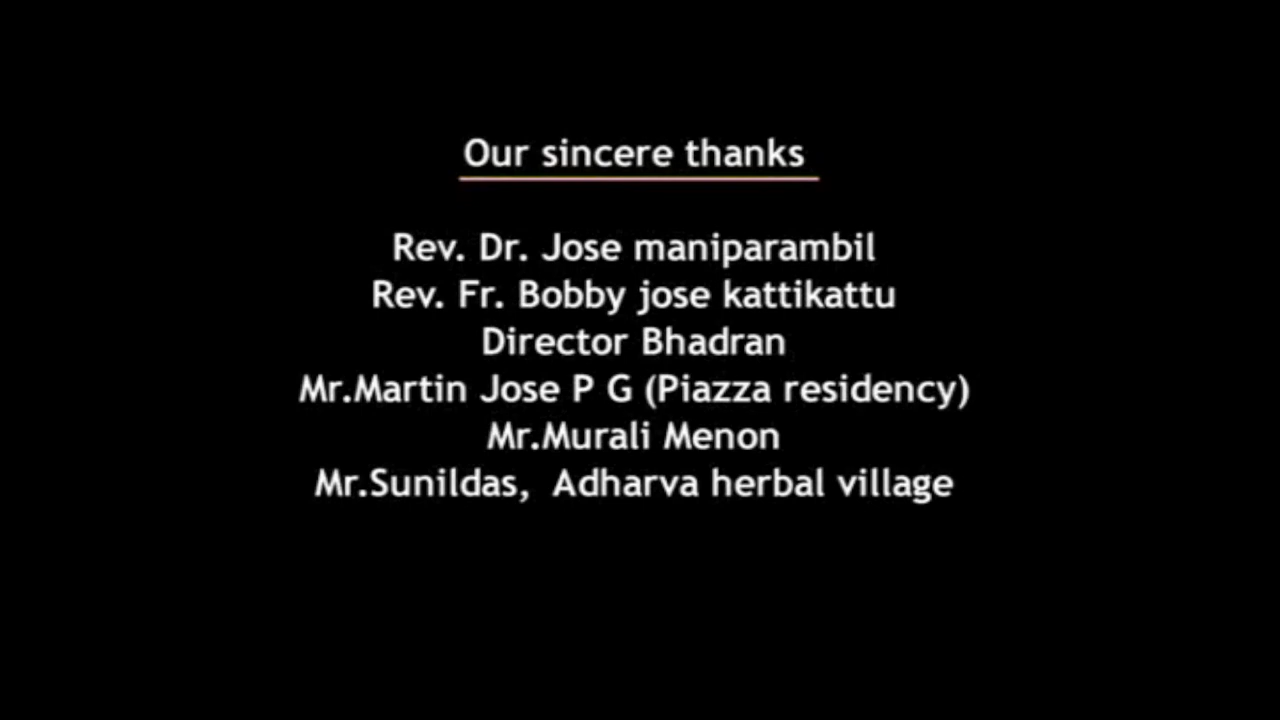 Our sincere thanks
Rev. Dr. Jose maniparambil
Rev. Fr. Bobby jose kattikattu
Director Bhadran
Mr.Martin Jose P G (Piazza residency)
Mr.Murali Menon
Mr.Sunildas,  Adharva herbal village